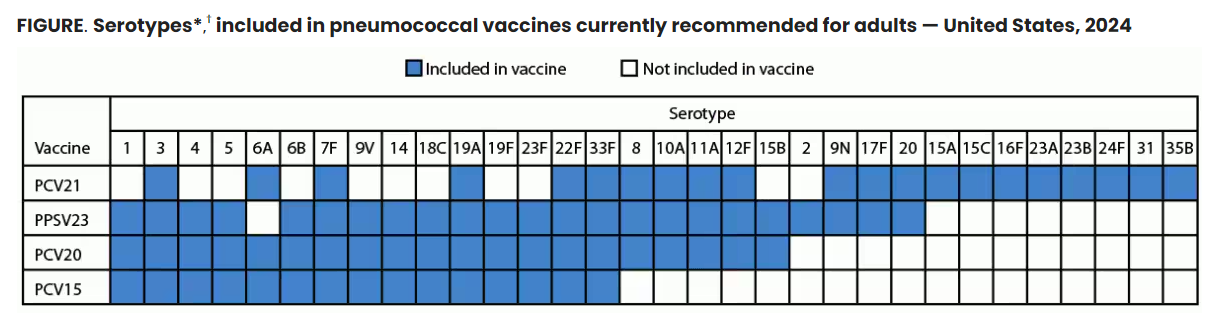 FIGURE. Serotypes*,† included in pneumococcal vaccines currently recommended for adults — United States, 2024
Included in vaccine Not included in vaccine
Serotype
Vaccine 1 3 4 5 6A 6B 7F 9V 14 18C 19A 19F 23F 22F 33F 8 10A 11A 12F 15B 2 9N 17F 20 15A 15C 16F 23A 23B 24F 31 35B
PCV21
PPSV23
PCV20
PCV15